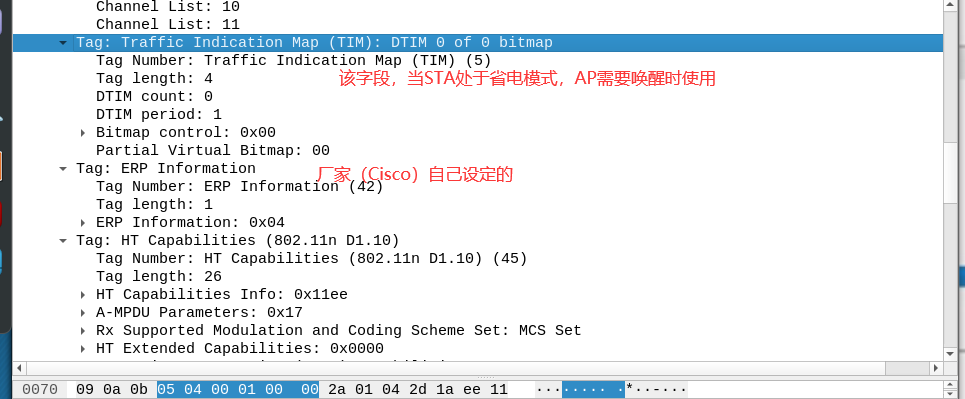 Channel List: 10
Channel List: 11
Tag: Traffic Indication Map (TIM): DTIM 0 of 0 bitmap
Tag Number: Traffic Indication Map (TIM) (5)
Tag length: 4 该字段，当STA处于省电模式，AP需要唤醒时使用
DTIM count: 0
DTIM period: 1
Bitmap control: 0x00
Partial Virtual Bitmap: 00
Tag: ERP Information 厂家（Cisco）自己设定的
Tag Number: ERP Information (42)
Tag length: 1
ERP Information: 0x04
Tag: HT Capabilities (802.11n D1.10)
Tag Number: HT Capabilities (802.11n D1.10) (45)
Tag length: 26
HT Capabilities Info: 0x11ee
A-MPDU Parameters: 0x17
Rx Supported Modulation and Coding Scheme Set: MCS Set
HT Extended Capabilities: 0x0000
0070 09 0a 0b 05 04 00 01 00 00 2a 01 04 2d 1a ee 11 ··· ····· ·*··-···